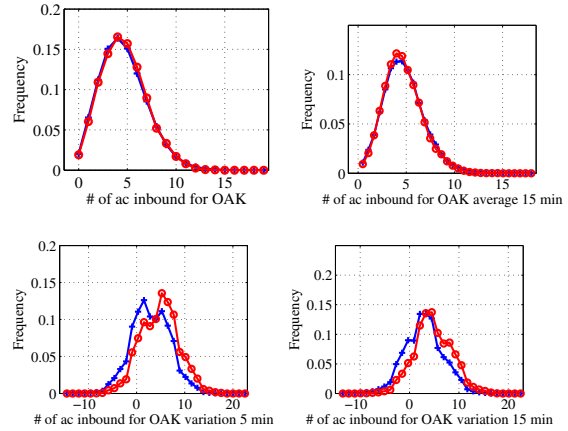 0.2
0.15
0.1
0.05
0
Frequency
0 5 10 15
# of ac inbound for OAK
0.1
0.05
0
Frequency
0 5 10 15
# of ac inbound for OAK average 15 min
0.2
0.15
0.1
0.05
0
Frequency
−10 0 10 20
# of ac inbound for OAK variation 5 min
0.2
0.15
0.1
0.05
0
Frequency
−10 0 10 20
# of ac inbound for OAK variation 15 min